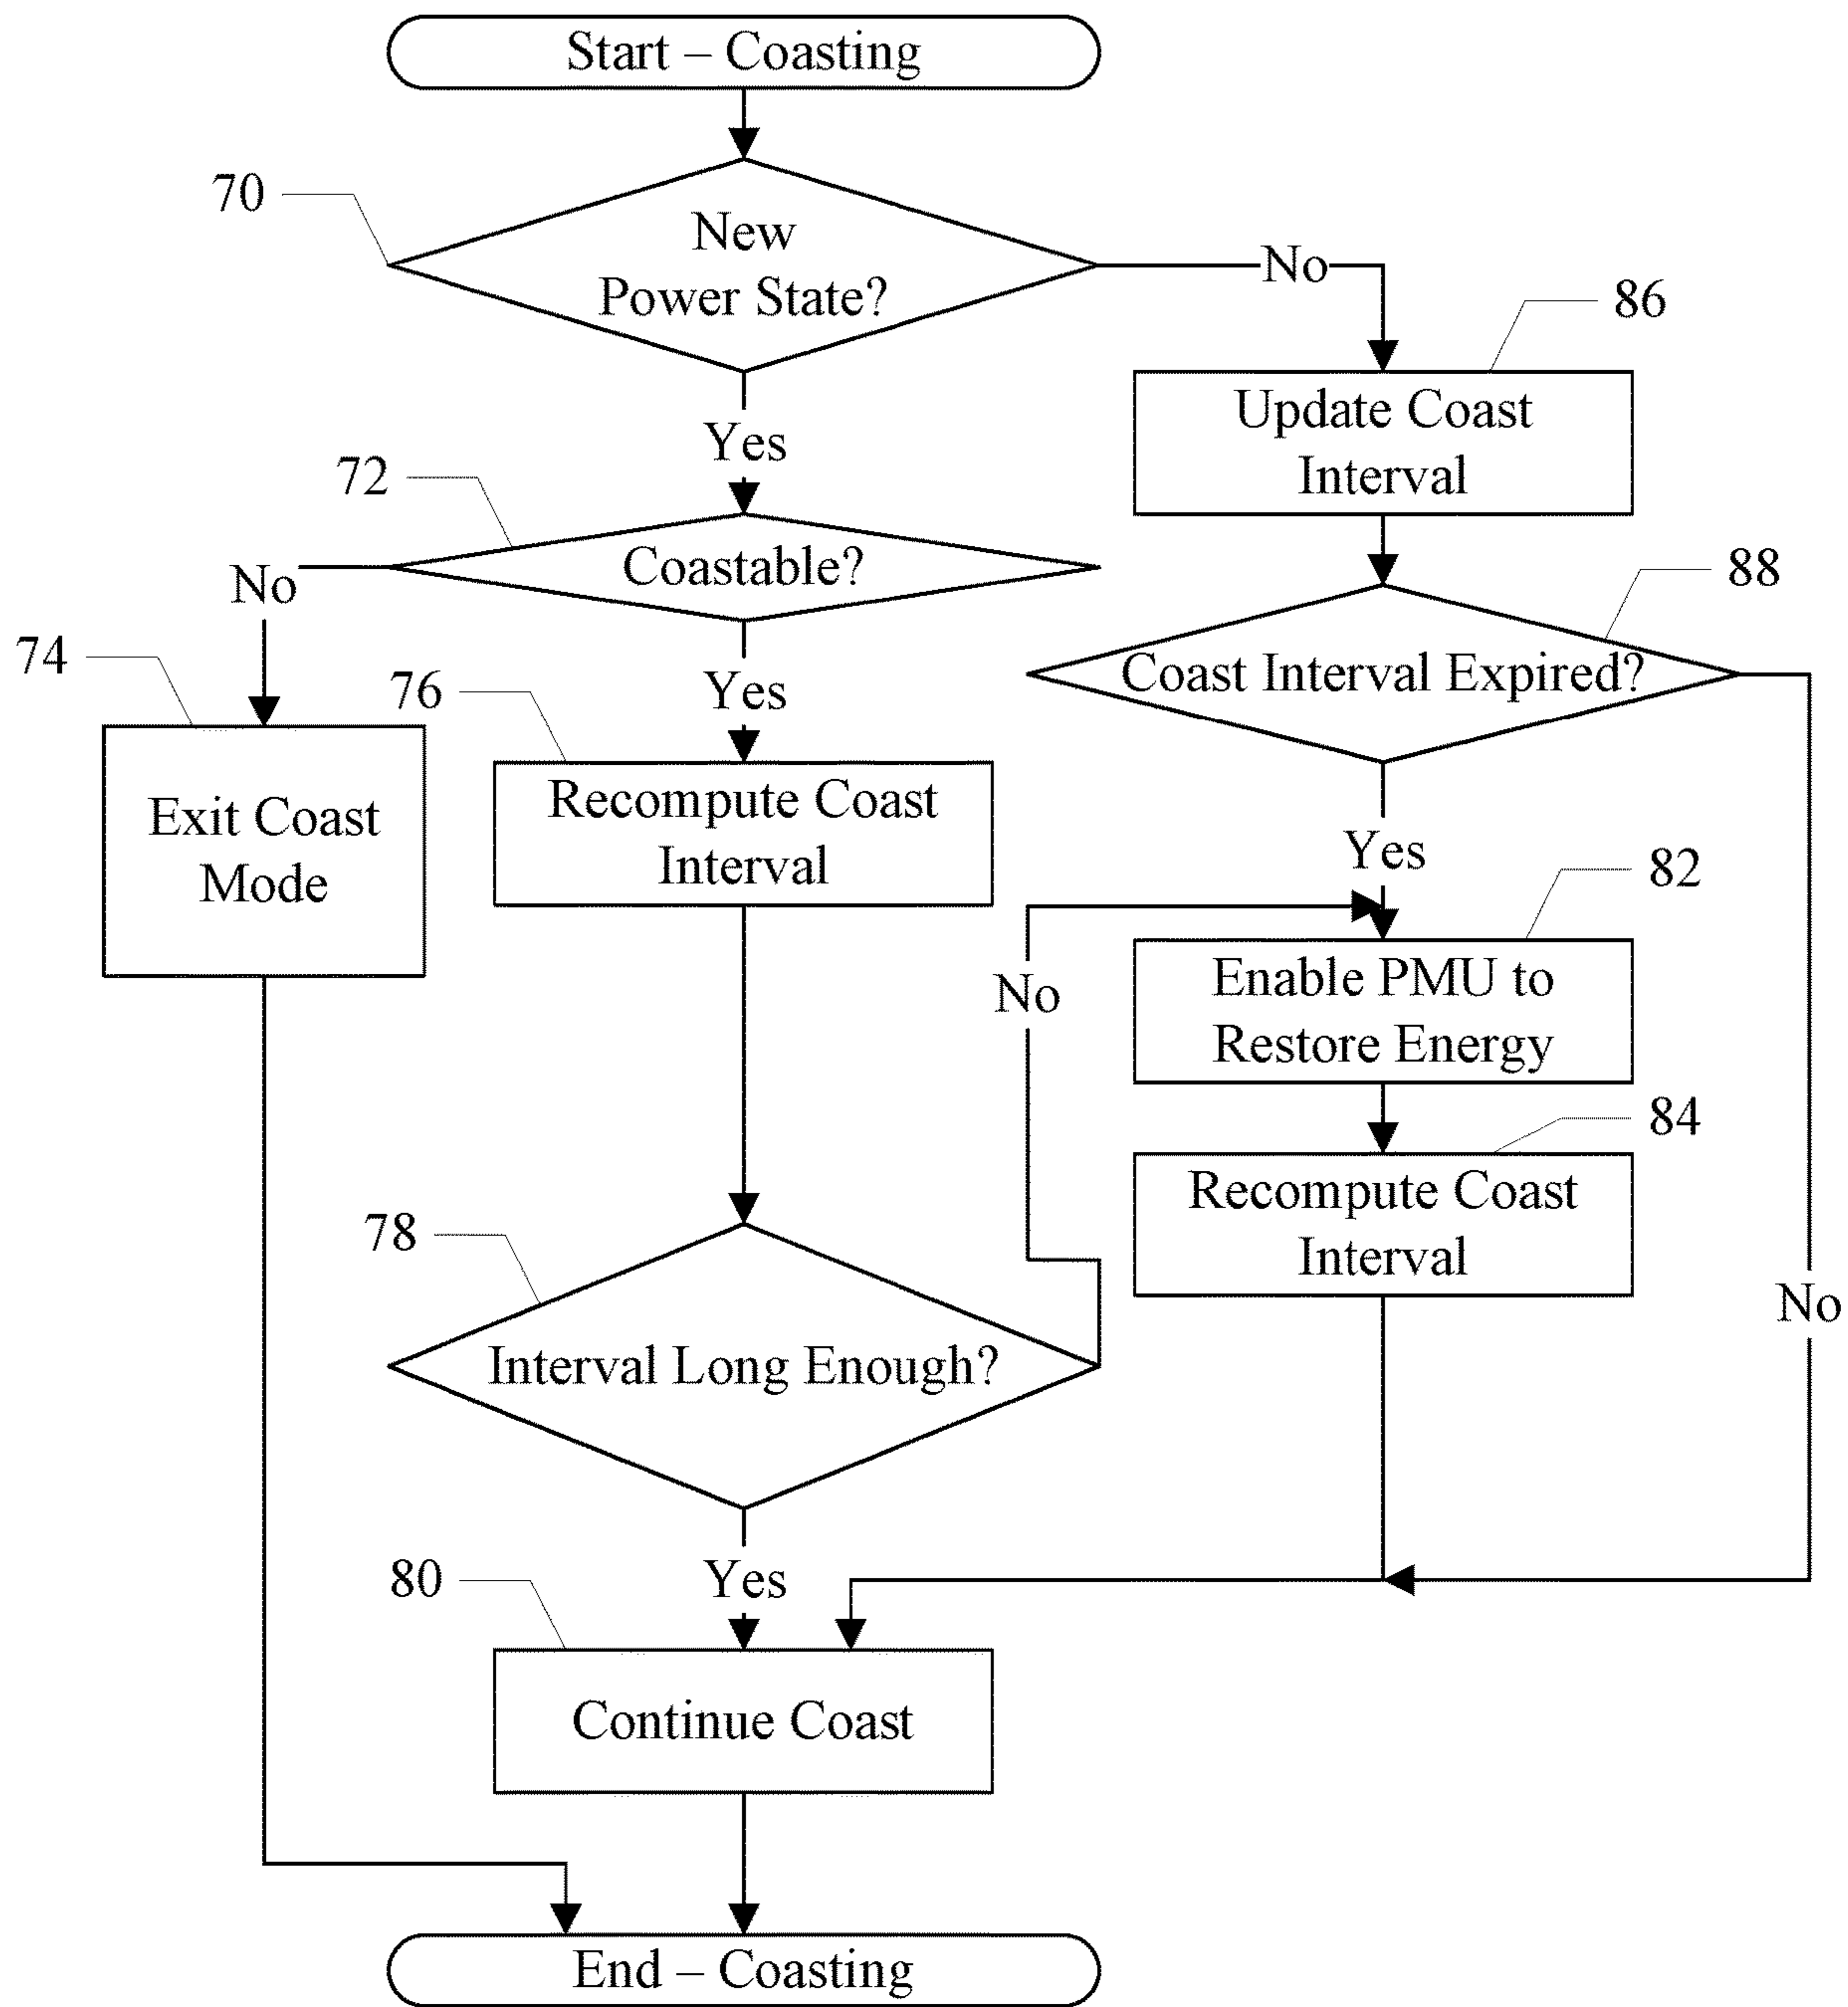 Start – Coasting
70
New
Power State?
No
86
Update Coast
Interval
Yes
72
Coastable?
No
88
Coast Interval Expired?
74
Exit Coast
Mode
76
Yes
Recompute Coast
Interval
Yes
82
No
Enable PMU to
Restore Energy
84
Recompute Coast
Interval
78
Interval Long Enough?
No
80
Yes
Continue Coast
End – Coasting